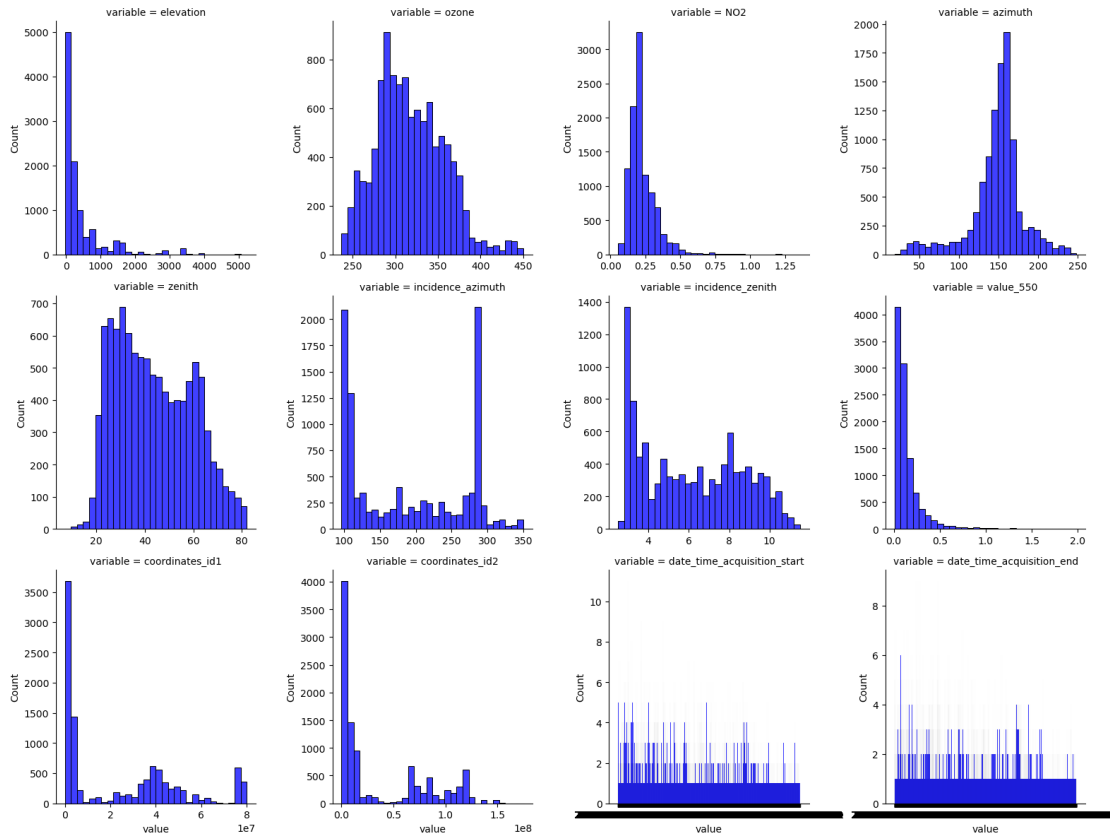 variable = elevation
variable = ozone
variable = NO2
variable = azimuth
Count
5000
4000
3000
2000
1000
0
0 1000 2000 3000 4000 5000
Count
800
600
400
200
0
250 300 350 400 450
Count
3000
2500
2000
1500
1000
500
0
0.0 0.25 0.50 0.75 1.00 1.25
Count
2000
1750
1500
1250
1000
750
500
250
0
50 100 150 200 250
variable = zenith
variable = incidence_azimuth
variable = incidence_zenith
variable = value_550
Count
700
600
500
400
300
200
100
0
20 40 60 80
Count
2000
1750
1500
1250
1000
750
500
250
0
100 150 200 250 300 350
Count
1400
1200
1000
800
600
400
200
0
4 6 8 10
Count
4000
3500
3000
2500
2000
1500
1000
500
0
0.0 0.5 1.0 1.5 2.0
variable = coordinates_id1
variable = coordinates_id2
variable = date_time_acquisition_start
variable = date_time_acquisition_end
Count
3500
3000
2500
2000
1500
1000
500
0
0 2 4 6 8
1e7
value
Count
4000
3500
3000
2500
2000
1500
1000
500
0
0.0 0.5 1.0 1.5
1e8
value
Count
10
8
6
4
2
0
value
Count
8
6
4
2
0
value